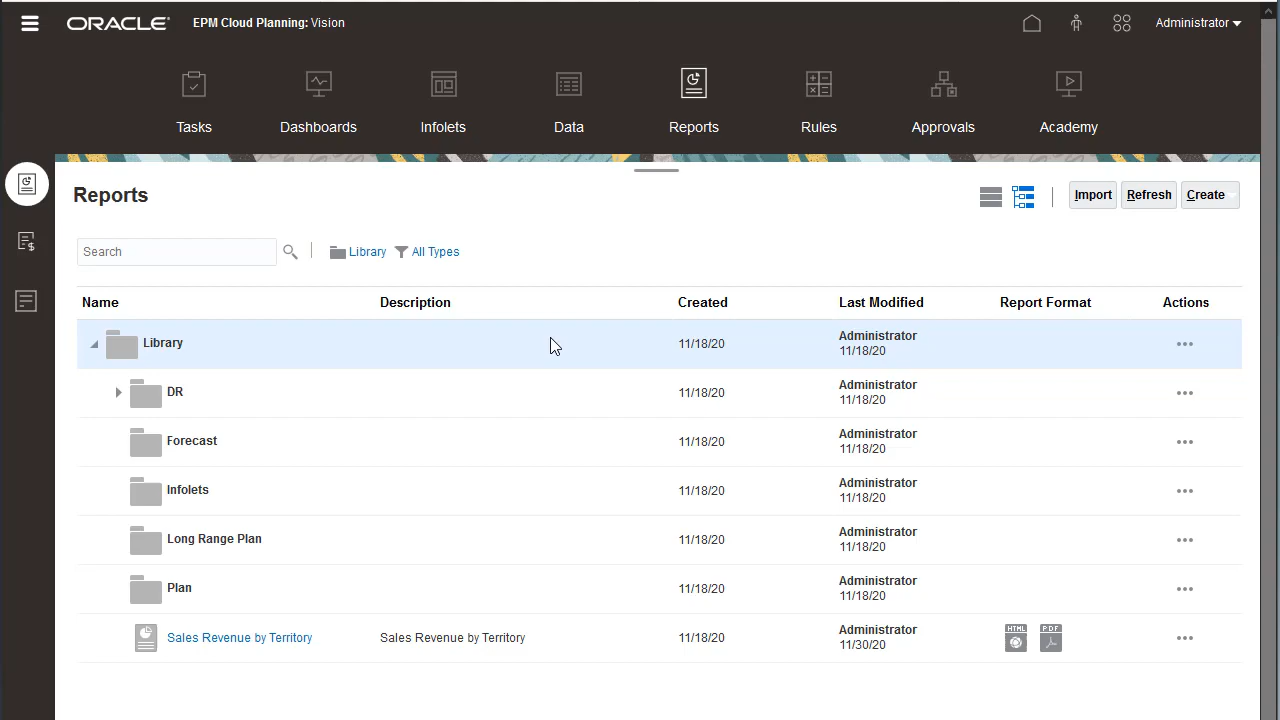 ORACLE® EPM Cloud Planning: Vision Administrator
Tasks Dashboards Infolets Data Reports Rules Approvals Academy
Reports
Import Refresh Create
Search Library All Types
Name Description Created Last Modified Report Format Actions
Library 11/18/20 Administrator
11/18/20
DR 11/18/20 Administrator
11/18/20
Forecast 11/18/20 Administrator
11/18/20
Infolets 11/18/20 Administrator
11/18/20
Long Range Plan 11/18/20 Administrator
11/18/20
Plan 11/18/20 Administrator
11/18/20
Sales Revenue by Territory Sales Revenue by Territory 11/18/20 Administrator HTML PDF
11/30/20